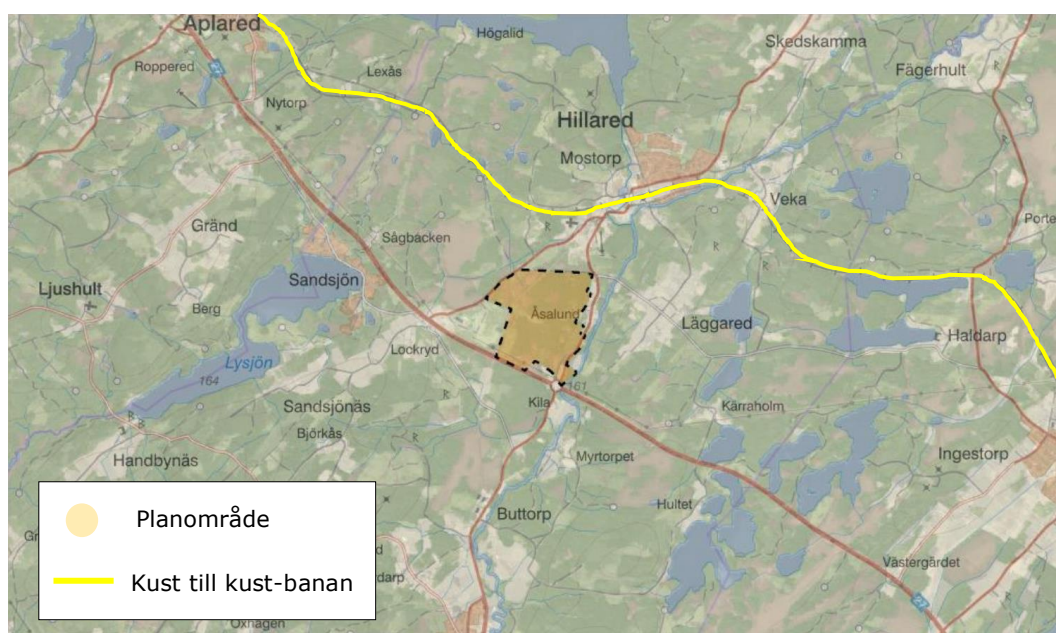 Aplared
Högalid
Skedskamma
Roppered
27
Lexås
Fägerhult
Nytorp
Hillared
Mostorp
Veka
Gränd
Porte
Sågbacken
Sandsjön
Ljushult
Berg
Åsalund
Läggared
Haldarp
Lockryd
Lysjön
164
161
Kila
Sandsjönäs
Kärraholm
Björkås
Handbynäs
Myrtorpet
Ingestorp
Hultet
Buttorp
Planområde
Västergärdet
Kust till kust-banan
27